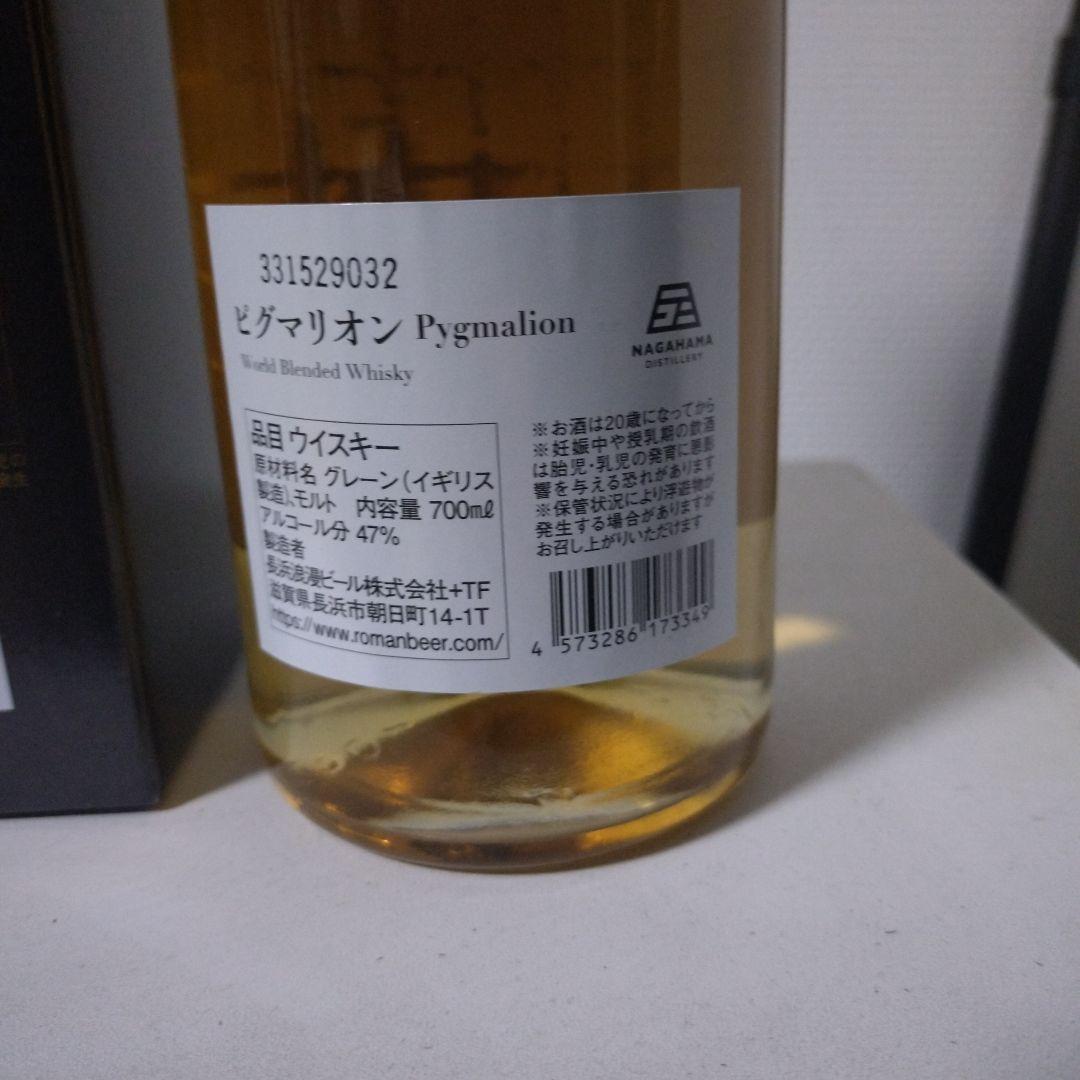 331529032
ピグマリオン Pygmalion
World Blended Whisky
NAGAHAMA
DISTILLERY
品目 ウイスキー
原材料名 グレーン（イギリス
製造）、モルト 内容量 700mℓ
アルコール分 47%
製造者
長浜浪漫ビール株式会社+TF
滋賀県長浜市朝日町14-1T
https://www.romanbeer.com/
※お酒は20歳になってから
※妊娠中や授乳期の飲酒
は胎児・乳児の発育に悪影
響を与える恐れがあります
※保管状況により浮遊物が
発生する場合がありますが
お召し上がりいただけます
4 573286 173349